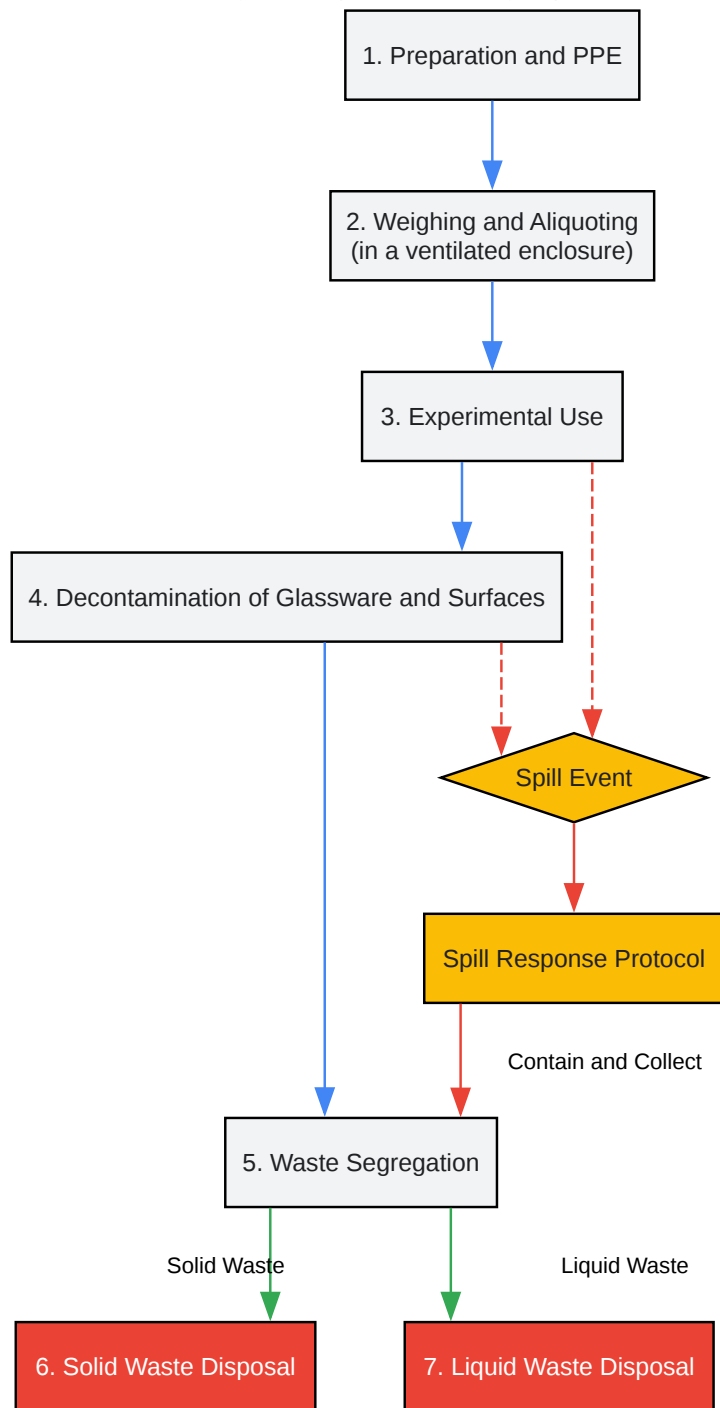 1. Preparation and PPE
2. Weighing and Aliquoting
(in a ventilated enclosure)
3. Experimental Use
4. Decontamination of Glassware and Surfaces
Spill Event
Spill Response Protocol
Contain and Collect
5. Waste Segregation
Solid Waste
Liquid Waste
6. Solid Waste Disposal
7. Liquid Waste Disposal